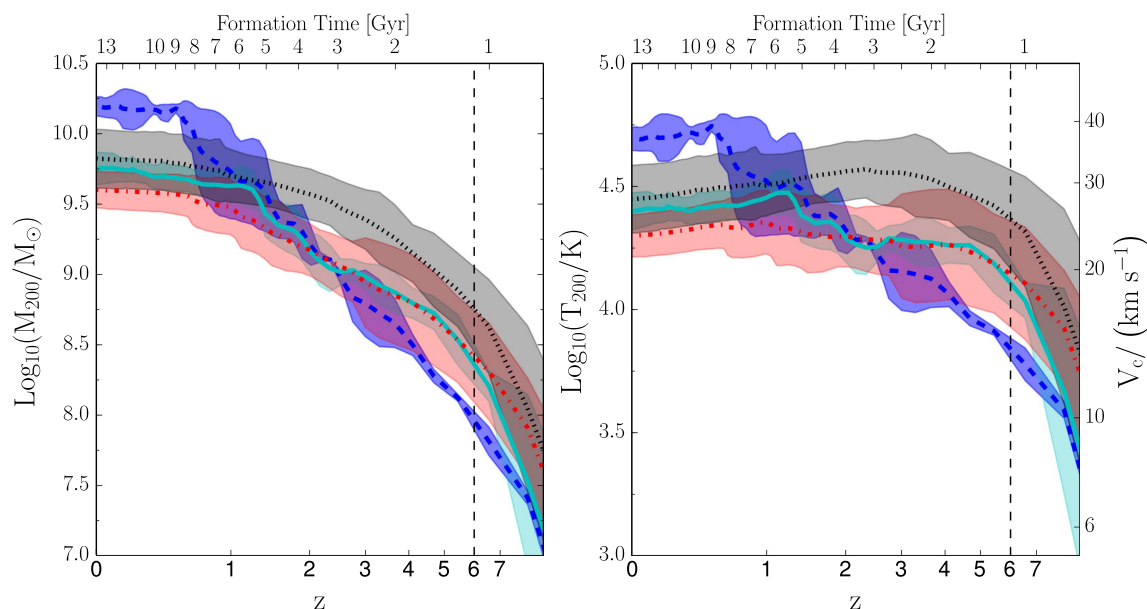 Formation Time [Gyr]
13 10 9 8 7 6 5 4 3 2 1
10.5
10.0
9.5
9.0
8.5
8.0
7.5
7.0
Log₁₀(M₂₀₀/M☉)
0 1 2 3 4 5 6 7
z
Formation Time [Gyr]
13 10 9 8 7 6 5 4 3 2 1
5.0
4.5
4.0
3.5
3.0
Log₁₀(T₂₀₀/K)
40
30
20
10
6
V_c/ (km s⁻¹)
0 1 2 3 4 5 6 7
z